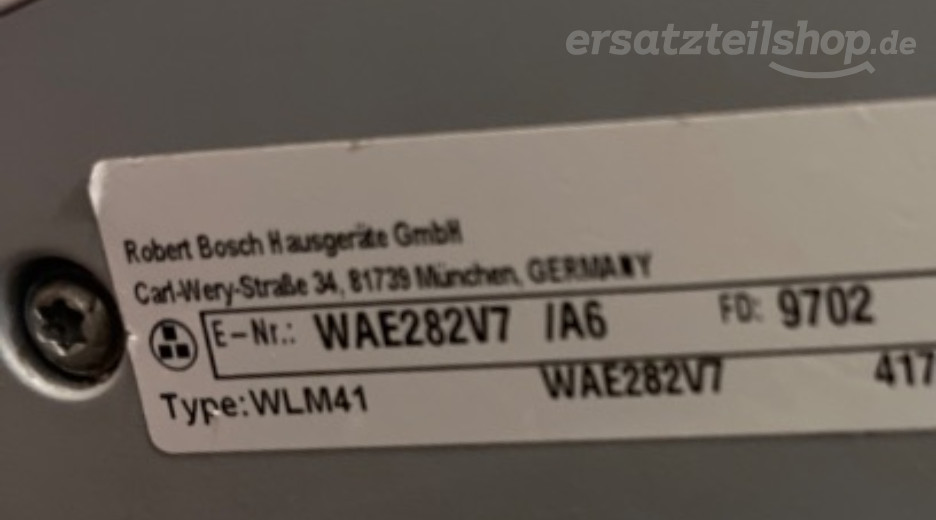 ersatzteilshop.de
Robert Bosch Hausgeräte GmbH
Carl-Wery-Straße 34, 81739 München, GERMANY
E-Nr.: WAE282V7 /A6 FD: 9702
Type:WLM41 WAE282V7 417